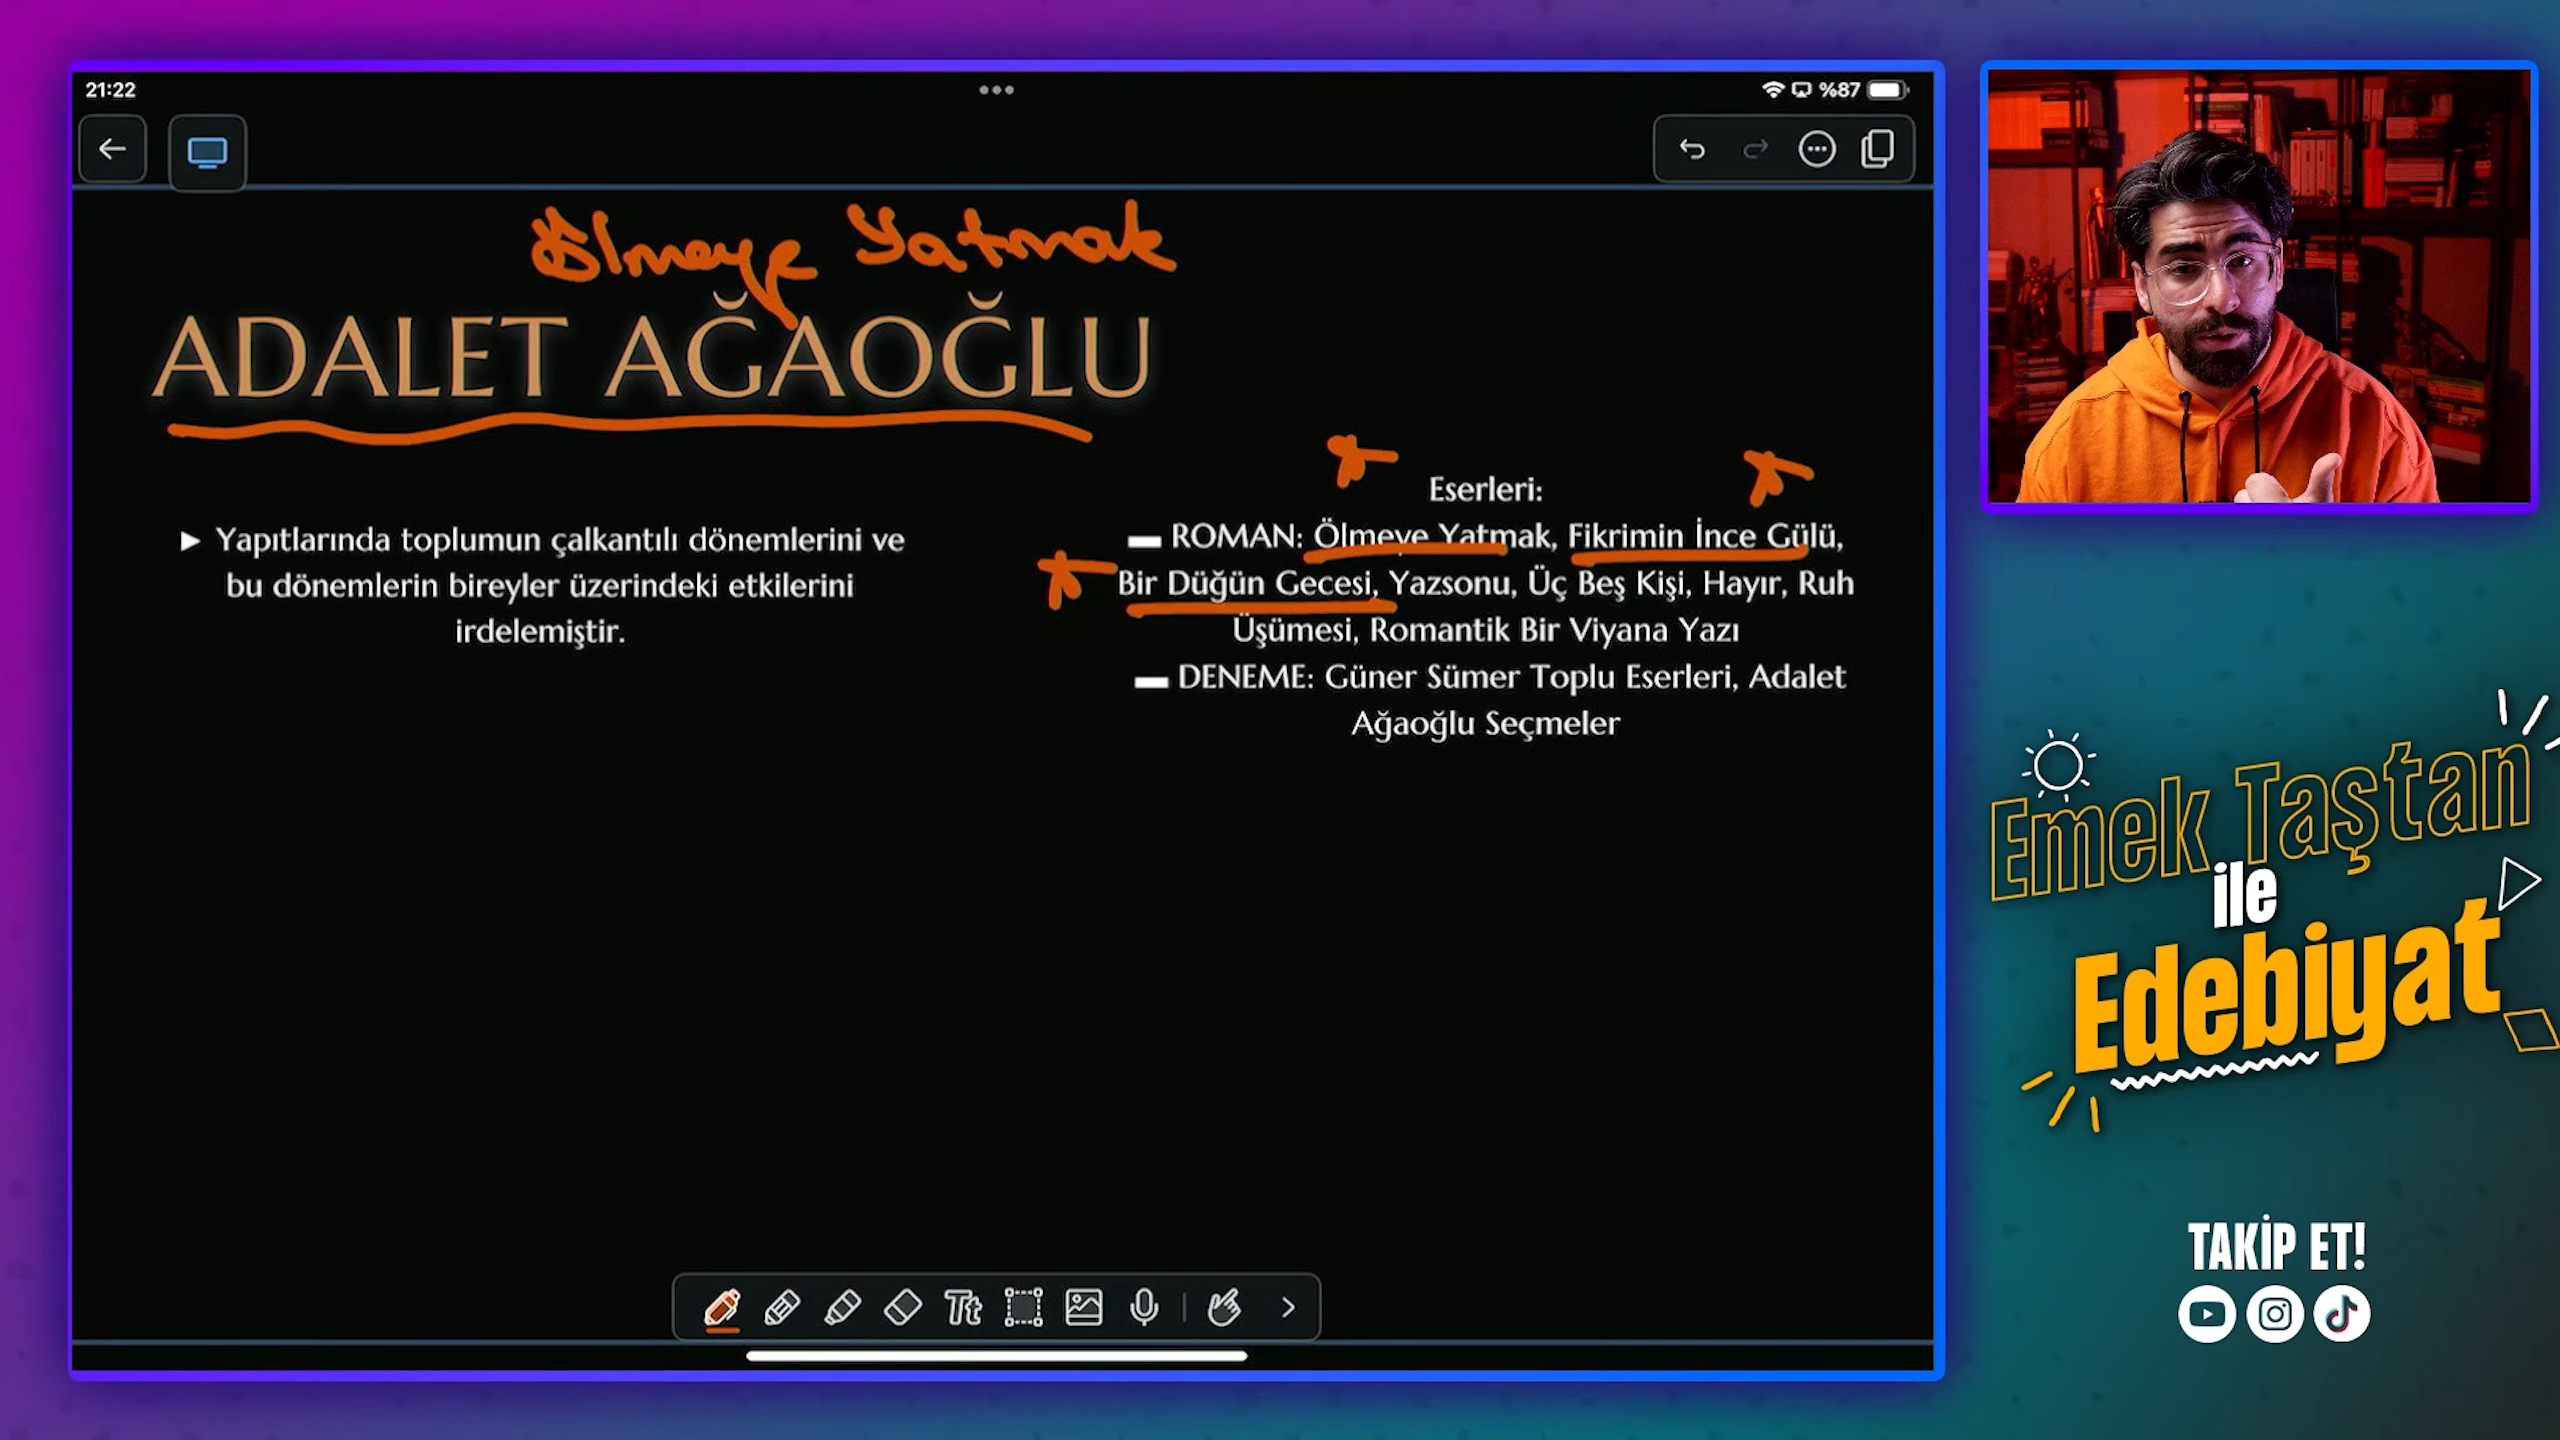 21:22
%87
Ölmeye Yatmak
ADALET AĞAOĞLU
► Yapıtlarında toplumun çalkantılı dönemlerini ve
bu dönemlerin bireyler üzerindeki etkilerini
irdelemiştir.
Eserleri:
▬ ROMAN: Ölmeye Yatmak, Fikrimin İnce Gülü,
Bir Düğün Gecesi, Yazsonu, Üç Beş Kişi, Hayır, Ruh
Üşümesi, Romantik Bir Viyana Yazı
▬ DENEME: Güner Sümer Toplu Eserleri, Adalet
Ağaoğlu Seçmeler
Tt
Emek Taştan
ile
Edebiyat
TAKİP ET!